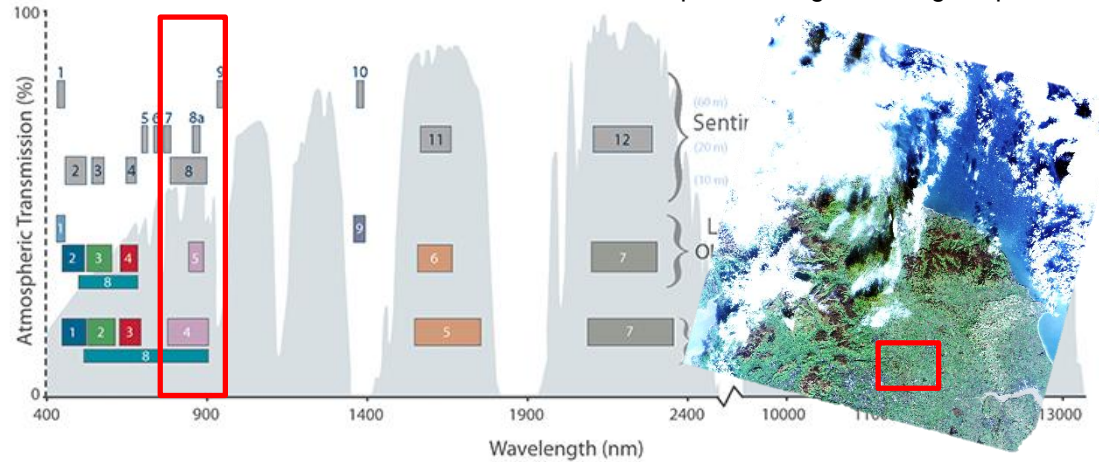 100
Atmospheric Transmission (%)
1 9 10
5 6 7 8a
2 3 4 8 11 12
(60 m)
(20 m)
(10 m)
1 9
2 3 4 5 6 7
8
1 2 3 4 5 7
8
0
400 900 1400 1900 2400 10000 13000
Wavelength (nm)